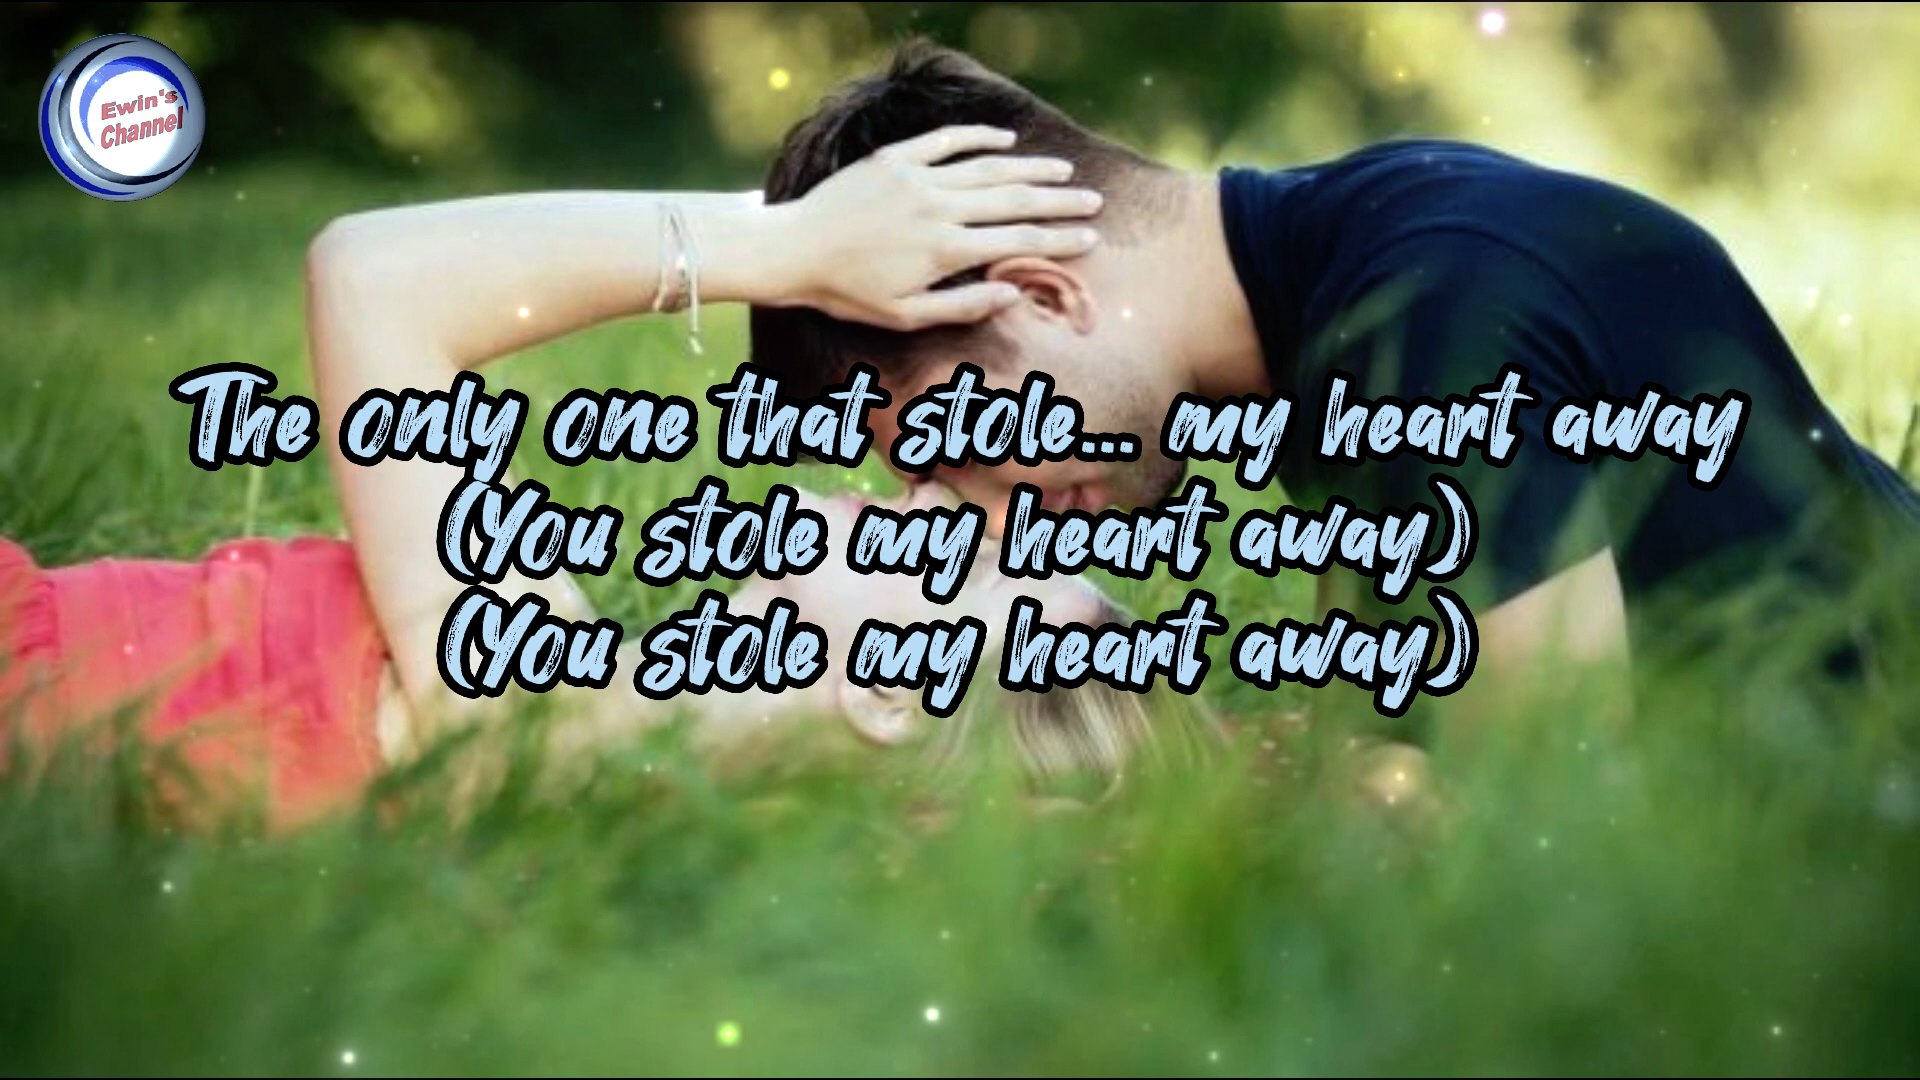 Ewin's
Channel
The only one that stole... my heart away
(You stole my heart away)
(You stole my heart away)